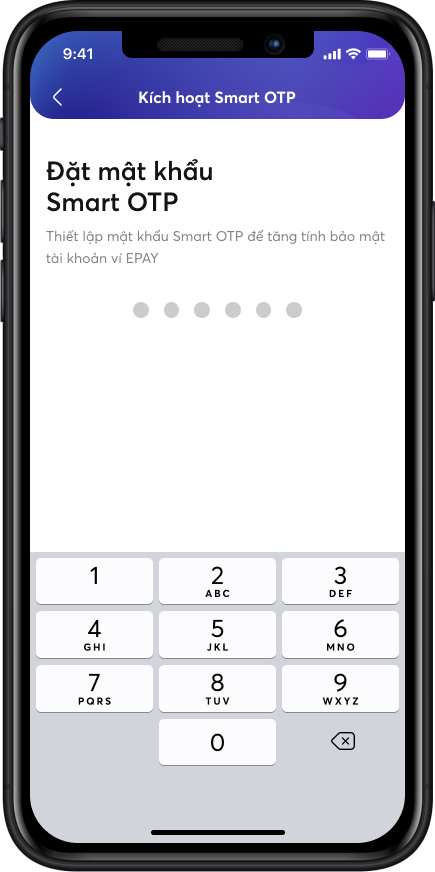 9:41
Kích hoạt Smart OTP
Đặt mật khẩu
Smart OTP
Thiết lập mật khẩu Smart OTP để tăng tính bảo mật
tài khoản ví EPAY
1 2 3
ABC DEF
4 5 6
GHI JKL MNO
7 8 9
PQRS TUV WXYZ
0